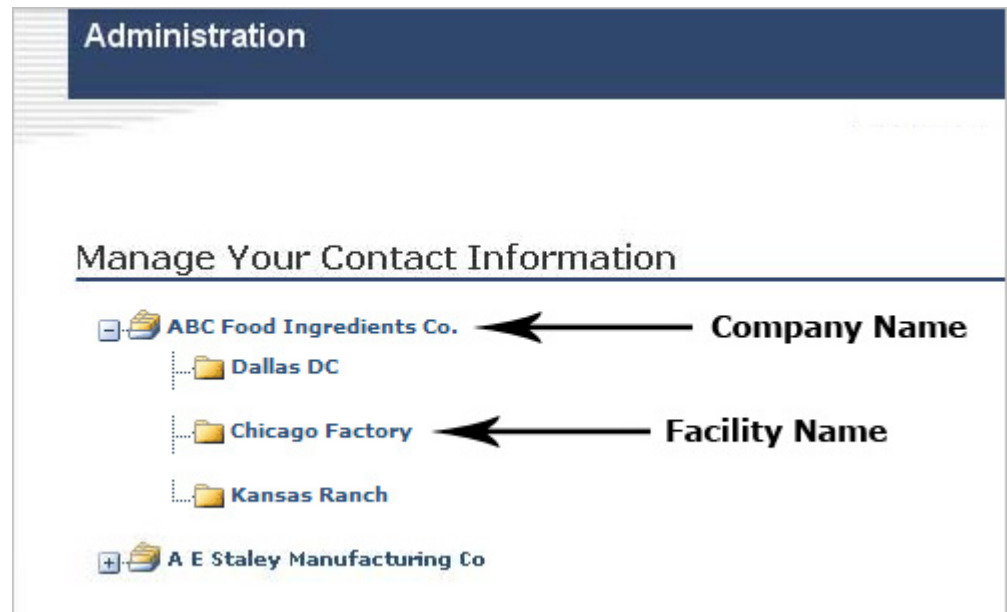 Administration
Manage Your Contact Information
ABC Food Ingredients Co. Company Name
Dallas DC
Chicago Factory Facility Name
Kansas Ranch
A E Staley Manufacturing Co